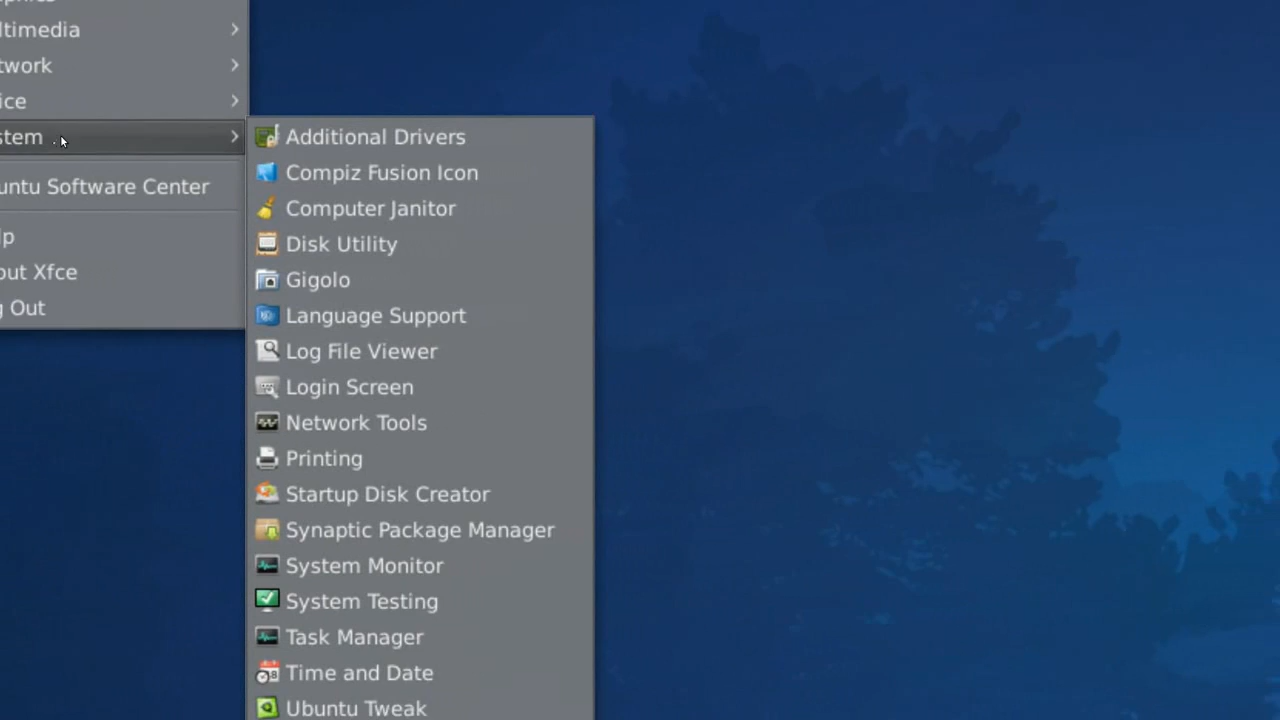 ltimedia
twork
ice
stem
untu Software Center
lp
out Xfce
g Out
Additional Drivers
Compiz Fusion Icon
Computer Janitor
Disk Utility
Gigolo
Language Support
Log File Viewer
Login Screen
Network Tools
Printing
Startup Disk Creator
Synaptic Package Manager
System Monitor
System Testing
Task Manager
Time and Date
Ubuntu Tweak